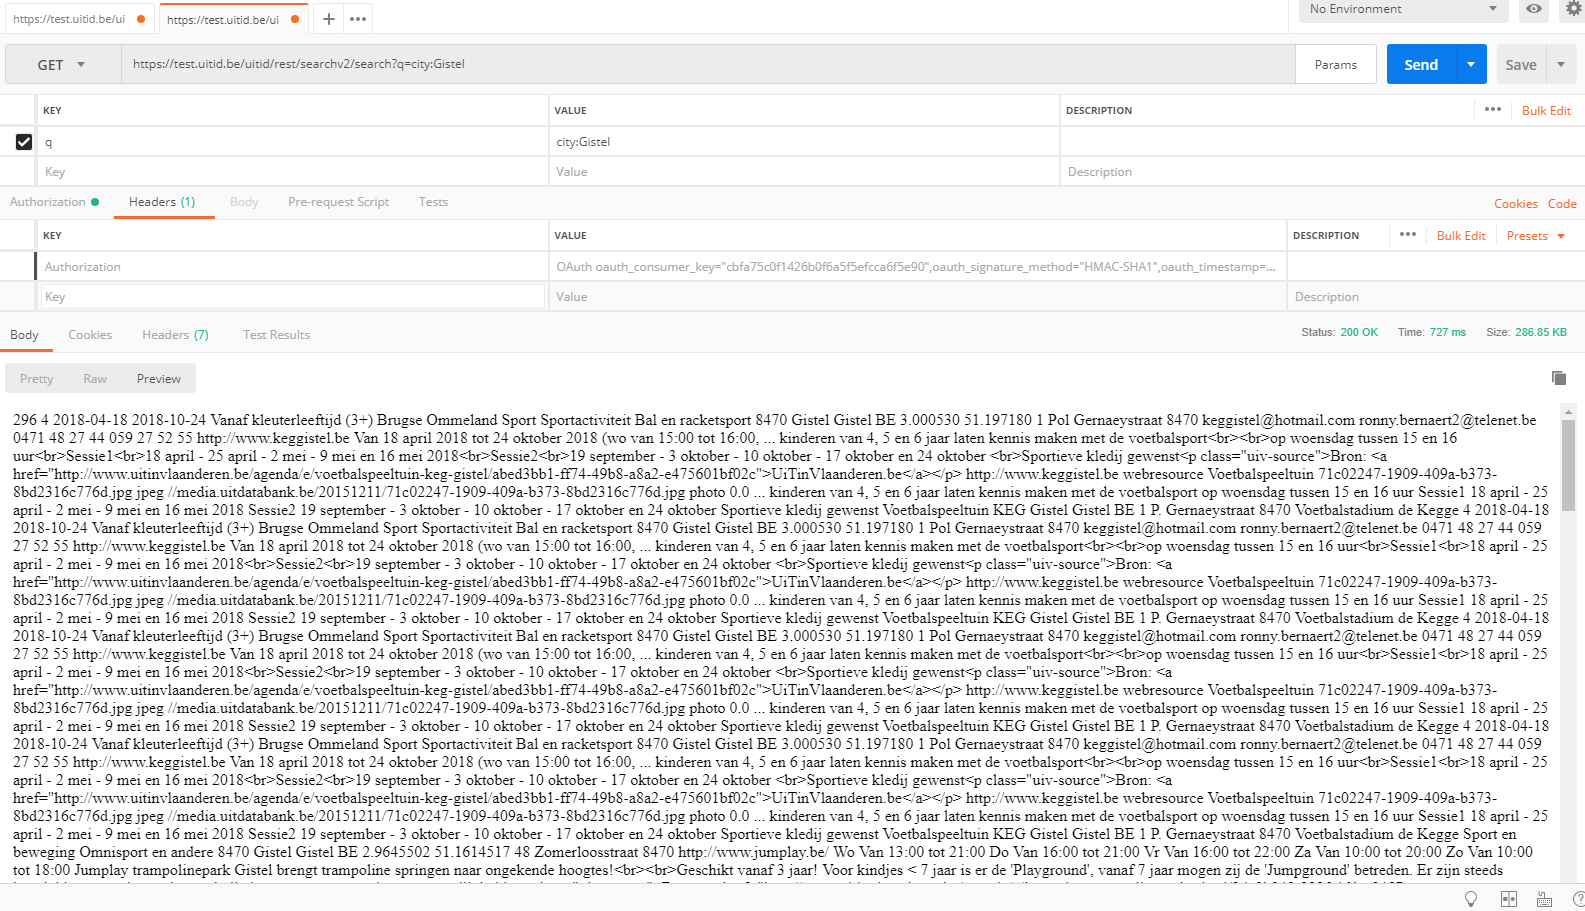 https://test.uitid.be/ui
https://test.uitid.be/ui
No Environment
GET
https://test.uitid.be/uitid/rest/searchv2/search?q=city:Gistel
Params
Send
Save
KEY VALUE DESCRIPTION Bulk Edit
q city:Gistel
Key Value Description
Authorization Headers (1) Body Pre-request Script Tests Cookies Code
KEY VALUE DESCRIPTION Bulk Edit Presets
Authorization OAuth oauth_consumer_key="cbfa75c0f1426b0f6a5f5efcca6f5e90",oauth_signature_method="HMAC-SHA1",oauth_timestamp=...
Key Value Description
Body Cookies Headers (7) Test Results Status: 200 OK Time: 727 ms Size: 286.85 KB
Pretty Raw Preview
296 4 2018-04-18 2018-10-24 Vanaf kleuterleeftijd (3+) Brugse Ommeland Sport Sportactiviteit Bal en racketsport 8470 Gistel Gistel BE 3.000530 51.197180 1 Pol Gernaeystraat 8470 keggistel@hotmail.com ronny.bernaert2@telenet.be
0471 48 27 44 059 27 52 55 http://www.keggistel.be Van 18 april 2018 tot 24 oktober 2018 (wo van 15:00 tot 16:00, ... kinderen van 4, 5 en 6 jaar laten kennis maken met de voetbalsport<br><br>op woensdag tussen 15 en 16
uur<br>Sessie1<br>18 april - 25 april - 2 mei - 9 mei en 16 mei 2018<br>Sessie2<br>19 september - 3 oktober - 10 oktober - 17 oktober en 24 oktober <br>Sportieve kledij gewenst<p class="uiv-source">Bron: <a
href="http://www.uitinvlaanderen.be/agenda/e/voetbalspeeltuin-keg-gistel/abed3bb1-ff74-49b8-a8a2-e475601bf02c">UiTinVlaanderen.be</a></p> http://www.keggistel.be webresource Voetbalspeeltuin 71c02247-1909-409a-b373-
8bd2316c776d.jpg jpeg //media.uitdatabank.be/20151211/71c02247-1909-409a-b373-8bd2316c776d.jpg photo 0.0 ... kinderen van 4, 5 en 6 jaar laten kennis maken met de voetbalsport op woensdag tussen 15 en 16 uur Sessie1 18 april - 25
april - 2 mei - 9 mei en 16 mei 2018 Sessie2 19 september - 3 oktober - 10 oktober - 17 oktober en 24 oktober Sportieve kledij gewenst Voetbalspeeltuin KEG Gistel Gistel BE 1 P. Gernaeystraat 8470 Voetbalstadium de Kegge 4 2018-04-18
2018-10-24 Vanaf kleuterleeftijd (3+) Brugse Ommeland Sport Sportactiviteit Bal en racketsport 8470 Gistel Gistel BE 3.000530 51.197180 1 Pol Gernaeystraat 8470 keggistel@hotmail.com ronny.bernaert2@telenet.be 0471 48 27 44 059
27 52 55 http://www.keggistel.be Van 18 april 2018 tot 24 oktober 2018 (wo van 15:00 tot 16:00, ... kinderen van 4, 5 en 6 jaar laten kennis maken met de voetbalsport<br><br>op woensdag tussen 15 en 16 uur<br>Sessie1<br>18 april - 25
april - 2 mei - 9 mei en 16 mei 2018<br>Sessie2<br>19 september - 3 oktober - 10 oktober - 17 oktober en 24 oktober <br>Sportieve kledij gewenst<p class="uiv-source">Bron: <a
href="http://www.uitinvlaanderen.be/agenda/e/voetbalspeeltuin-keg-gistel/abed3bb1-ff74-49b8-a8a2-e475601bf02c">UiTinVlaanderen.be</a></p> http://www.keggistel.be webresource Voetbalspeeltuin 71c02247-1909-409a-b373-
8bd2316c776d.jpg jpeg //media.uitdatabank.be/20151211/71c02247-1909-409a-b373-8bd2316c776d.jpg photo 0.0 ... kinderen van 4, 5 en 6 jaar laten kennis maken met de voetbalsport op woensdag tussen 15 en 16 uur Sessie1 18 april - 25
april - 2 mei - 9 mei en 16 mei 2018 Sessie2 19 september - 3 oktober - 10 oktober - 17 oktober en 24 oktober Sportieve kledij gewenst Voetbalspeeltuin KEG Gistel Gistel BE 1 P. Gernaeystraat 8470 Voetbalstadium de Kegge 4 2018-04-18
2018-10-24 Vanaf kleuterleeftijd (3+) Brugse Ommeland Sport Sportactiviteit Bal en racketsport 8470 Gistel Gistel BE 3.000530 51.197180 1 Pol Gernaeystraat 8470 keggistel@hotmail.com ronny.bernaert2@telenet.be 0471 48 27 44 059
27 52 55 http://www.keggistel.be Van 18 april 2018 tot 24 oktober 2018 (wo van 15:00 tot 16:00, ... kinderen van 4, 5 en 6 jaar laten kennis maken met de voetbalsport<br><br>op woensdag tussen 15 en 16 uur<br>Sessie1<br>18 april - 25
april - 2 mei - 9 mei en 16 mei 2018<br>Sessie2<br>19 september - 3 oktober - 10 oktober - 17 oktober en 24 oktober <br>Sportieve kledij gewenst<p class="uiv-source">Bron: <a
href="http://www.uitinvlaanderen.be/agenda/e/voetbalspeeltuin-keg-gistel/abed3bb1-ff74-49b8-a8a2-e475601bf02c">UiTinVlaanderen.be</a></p> http://www.keggistel.be webresource Voetbalspeeltuin 71c02247-1909-409a-b373-
8bd2316c776d.jpg jpeg //media.uitdatabank.be/20151211/71c02247-1909-409a-b373-8bd2316c776d.jpg photo 0.0 ... kinderen van 4, 5 en 6 jaar laten kennis maken met de voetbalsport op woensdag tussen 15 en 16 uur Sessie1 18 april - 25
april - 2 mei - 9 mei en 16 mei 2018 Sessie2 19 september - 3 oktober - 10 oktober - 17 oktober en 24 oktober Sportieve kledij gewenst Voetbalspeeltuin KEG Gistel Gistel BE 1 P. Gernaeystraat 8470 Voetbalstadium de Kegge 4 2018-04-18
2018-10-24 Vanaf kleuterleeftijd (3+) Brugse Ommeland Sport Sportactiviteit Bal en racketsport 8470 Gistel Gistel BE 3.000530 51.197180 1 Pol Gernaeystraat 8470 keggistel@hotmail.com ronny.bernaert2@telenet.be 0471 48 27 44 059
27 52 55 http://www.keggistel.be Van 18 april 2018 tot 24 oktober 2018 (wo van 15:00 tot 16:00, ... kinderen van 4, 5 en 6 jaar laten kennis maken met de voetbalsport<br><br>op woensdag tussen 15 en 16 uur<br>Sessie1<br>18 april - 25
april - 2 mei - 9 mei en 16 mei 2018<br>Sessie2<br>19 september - 3 oktober - 10 oktober - 17 oktober en 24 oktober <br>Sportieve kledij gewenst<p class="uiv-source">Bron: <a
href="http://www.uitinvlaanderen.be/agenda/e/voetbalspeeltuin-keg-gistel/abed3bb1-ff74-49b8-a8a2-e475601bf02c">UiTinVlaanderen.be</a></p> http://www.keggistel.be webresource Voetbalspeeltuin 71c02247-1909-409a-b373-
8bd2316c776d.jpg jpeg //media.uitdatabank.be/20151211/71c02247-1909-409a-b373-8bd2316c776d.jpg photo 0.0 ... kinderen van 4, 5 en 6 jaar laten kennis maken met de voetbalsport op woensdag tussen 15 en 16 uur Sessie1 18 april - 25
april - 2 mei - 9 mei en 16 mei 2018 Sessie2 19 september - 3 oktober - 10 oktober - 17 oktober en 24 oktober Sportieve kledij gewenst Voetbalspeeltuin KEG Gistel Gistel BE 1 P. Gernaeystraat 8470 Voetbalstadium de Kegge Sport en
beweging Omnisport en andere 8470 Gistel Gistel BE 2.9645502 51.1614517 48 Zomerloosstraat 8470 http://www.jumplay.be/ Wo Van 13:00 tot 21:00 Do Van 16:00 tot 21:00 Vr Van 16:00 tot 22:00 Za Van 10:00 tot 20:00 Zo Van 10:00
tot 18:00 Jumplay trampolinepark Gistel brengt trampoline springen naar ongekende hoogtes!<br><br>Geschikt vanaf 3 jaar! Voor kindjes < 7 jaar is er de 'Playground', vanaf 7 jaar mogen zij de 'Jumpground' betreden. Er zijn steeds